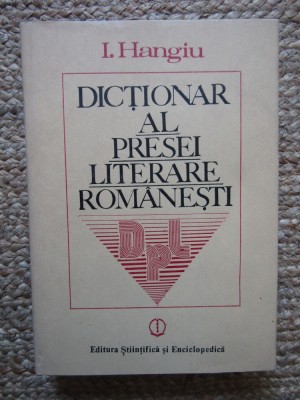 I. Hangiu
DICȚIONAR
AL
PRESEI
LITERARE
ROMÂNEȘTI
DPL
Editura Științifică și Enciclopedică